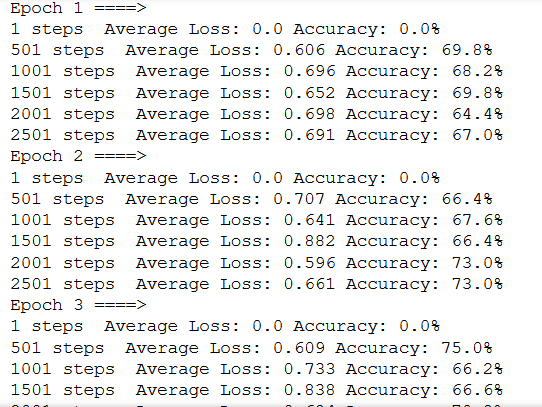 Epoch 1 ====>
1 steps  Average Loss: 0.0 Accuracy: 0.0%
501 steps  Average Loss: 0.606 Accuracy: 69.8%
1001 steps  Average Loss: 0.696 Accuracy: 68.2%
1501 steps  Average Loss: 0.652 Accuracy: 69.8%
2001 steps  Average Loss: 0.698 Accuracy: 64.4%
2501 steps  Average Loss: 0.691 Accuracy: 67.0%
Epoch 2 ====>
1 steps  Average Loss: 0.0 Accuracy: 0.0%
501 steps  Average Loss: 0.707 Accuracy: 66.4%
1001 steps  Average Loss: 0.641 Accuracy: 67.6%
1501 steps  Average Loss: 0.882 Accuracy: 66.4%
2001 steps  Average Loss: 0.596 Accuracy: 73.0%
2501 steps  Average Loss: 0.661 Accuracy: 73.0%
Epoch 3 ====>
1 steps  Average Loss: 0.0 Accuracy: 0.0%
501 steps  Average Loss: 0.609 Accuracy: 75.0%
1001 steps  Average Loss: 0.733 Accuracy: 66.2%
1501 steps  Average Loss: 0.838 Accuracy: 66.6%